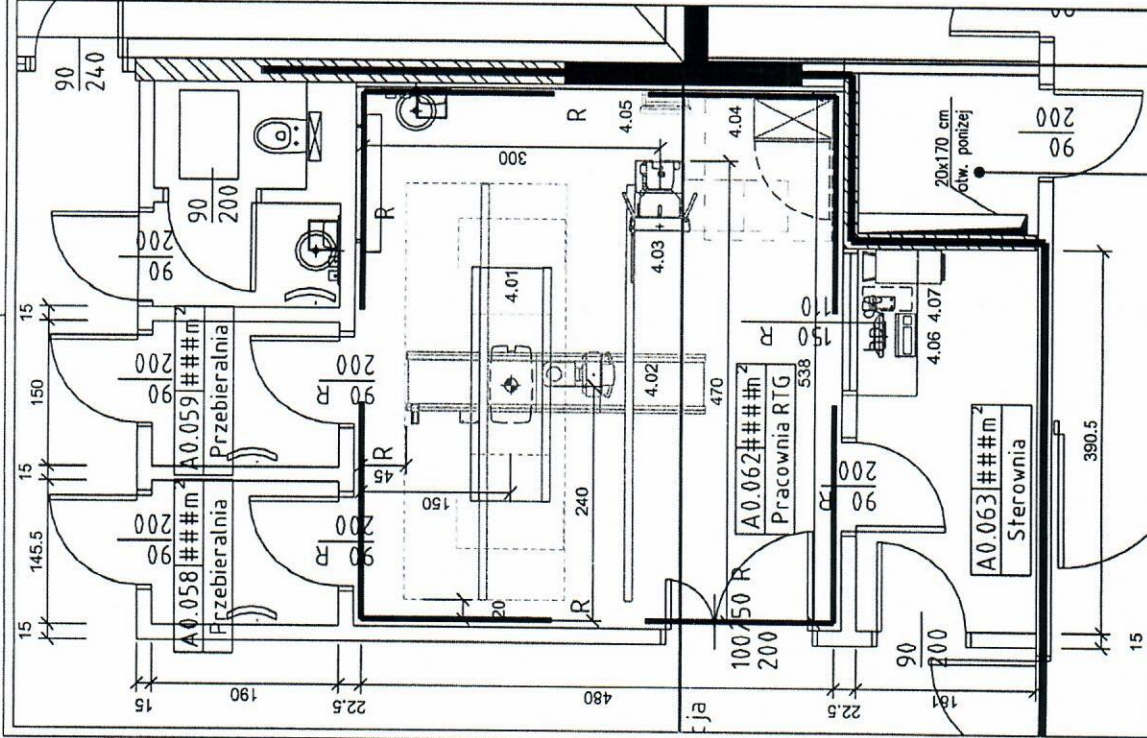 90
240
90
200
200
90
15
A0.059 ###m²
Przebieralnia
200
90
200
90
R
150
15
A0.058 ###m²
Przebieralnia
200
90
200
90
R
145.5
15
R
R
300
4.05
4.04
4.01
4.03
4.02
45
R
150
240
20
R
470
538
110
150
R
A0.062 ####m²
Pracownia RTG
200
90
R
100/50 R
200
4.06 4.07
A0.063 ###m²
Sterownia
390.5
90
200
15
20x170 cm
otw. poniżej
200
90
15
190
22.5
480
22.5
181
cja